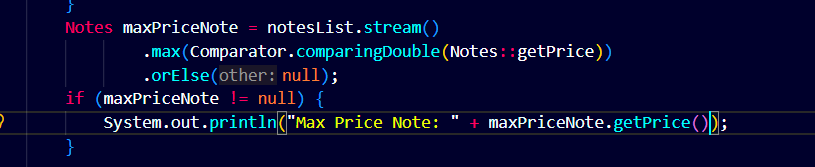 }
Notes maxPriceNote = notesList.stream()
.max(Comparator.comparingDouble(Notes::getPrice))
.orElse(other: null);
if (maxPriceNote != null) {
System.out.println("Max Price Note: " + maxPriceNote.getPrice());
}